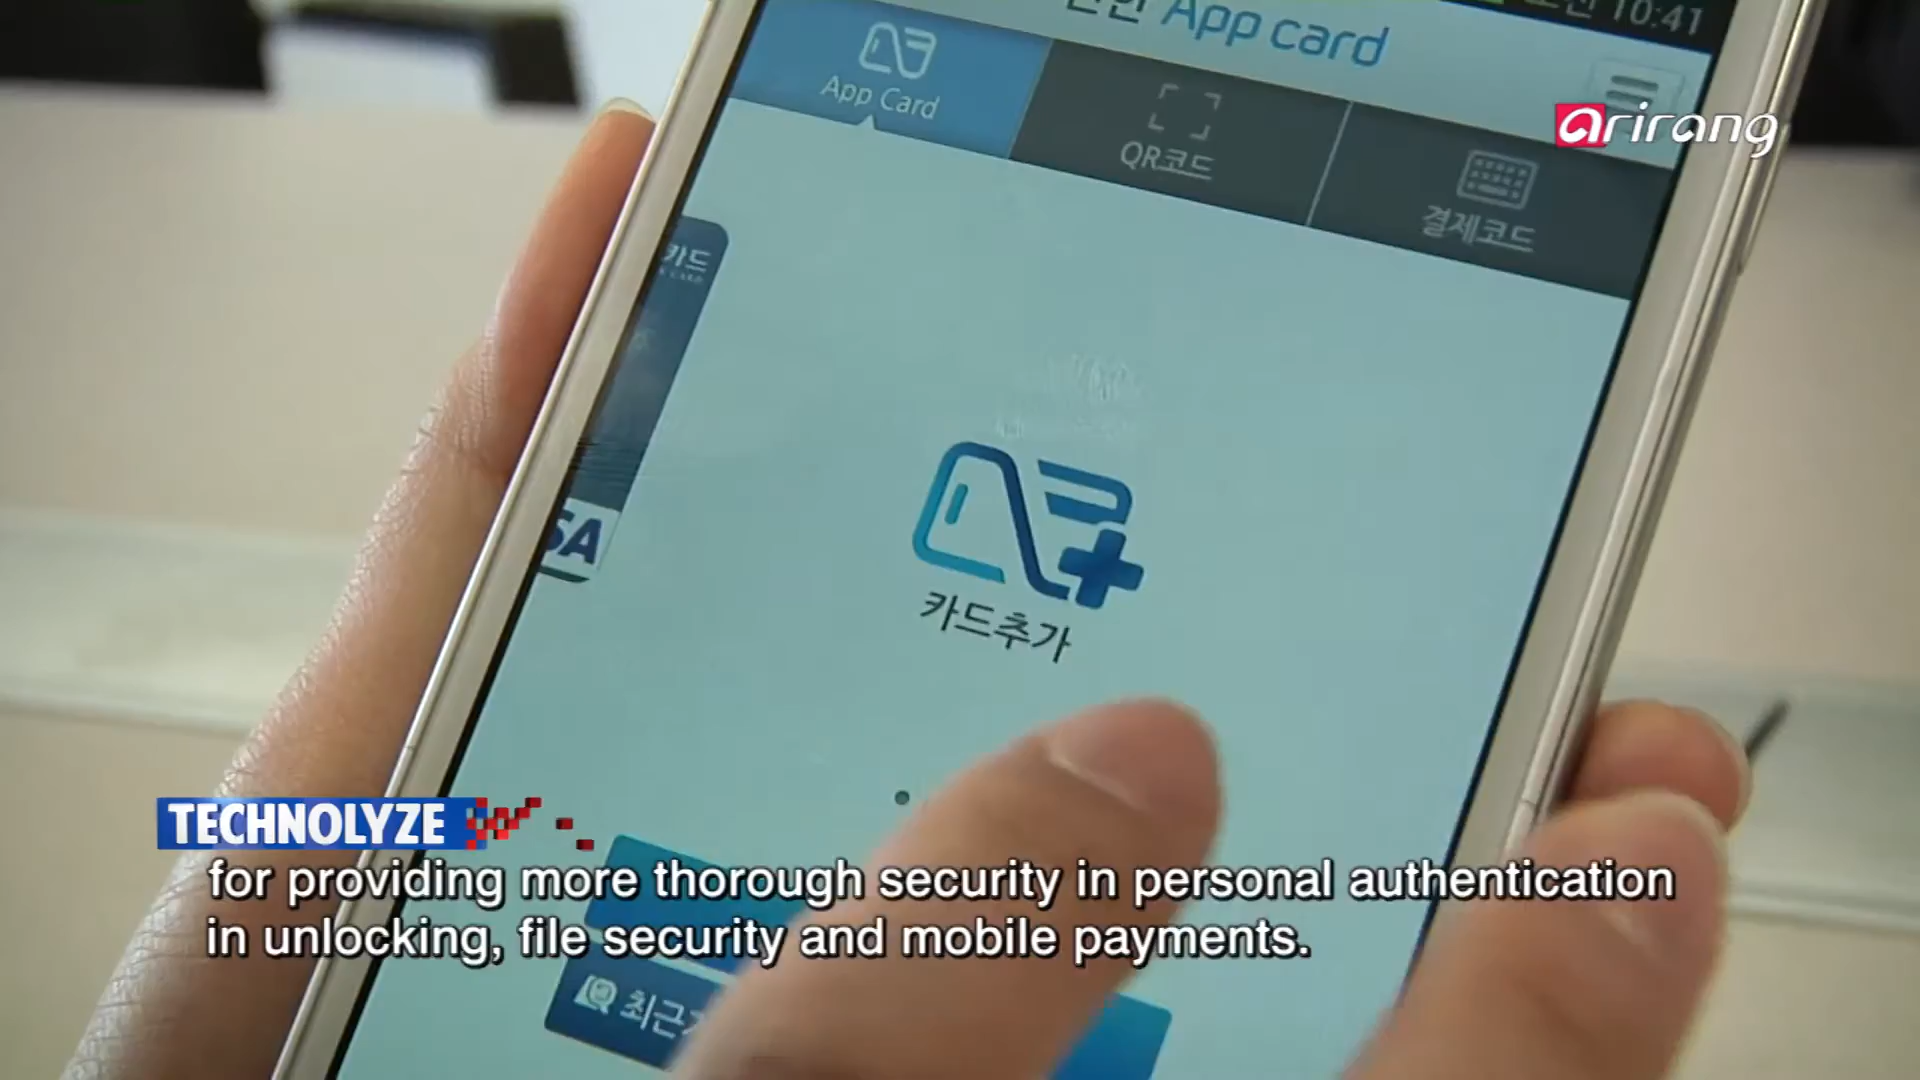 App card
10:41
App Card
QR코드
결제코드
arirang
카드
SA
카드추가
TECHNOLYZE
for providing more thorough security in personal authentication
in unlocking, file security and mobile payments.
최근